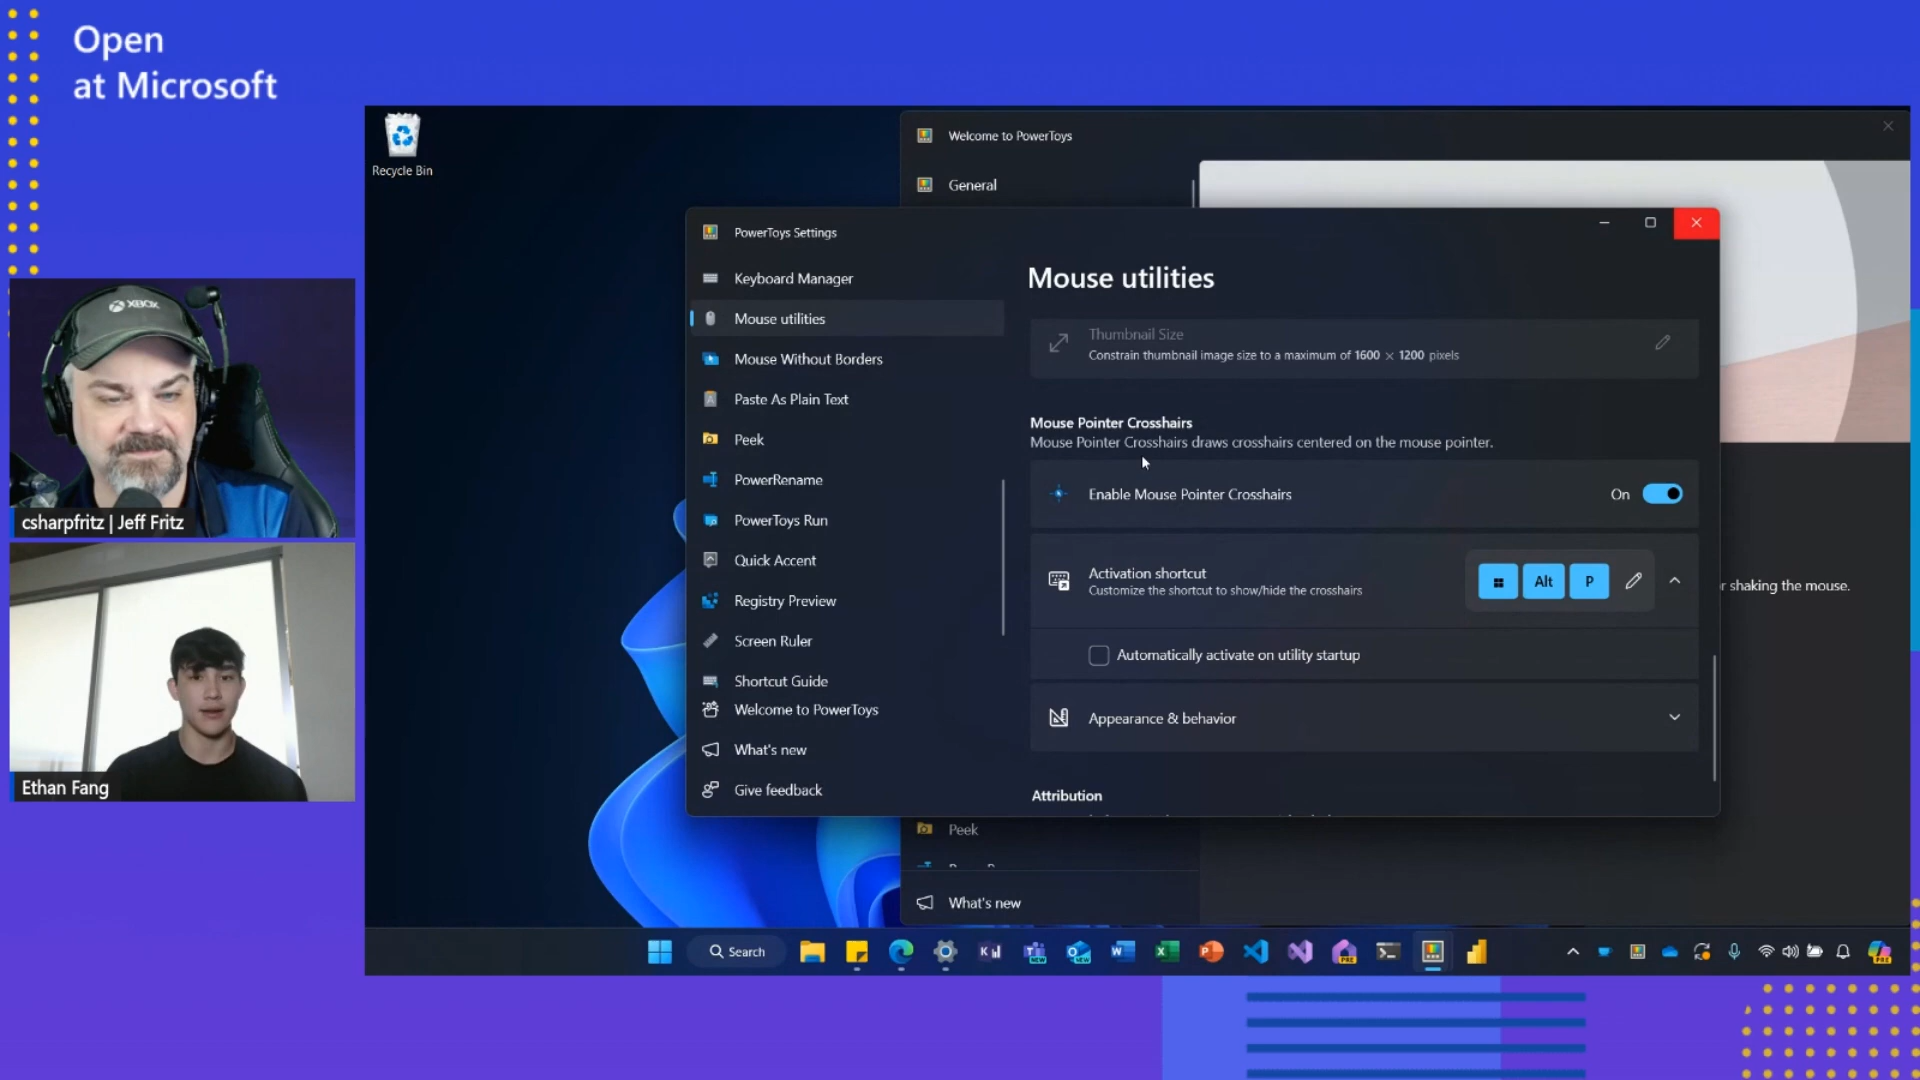 Open
at Microsoft
Recycle Bin
Welcome to PowerToys
General
PowerToys Settings
Keyboard Manager
Mouse utilities
Mouse Without Borders
Paste As Plain Text
Peek
PowerRename
PowerToys Run
Quick Accent
Registry Preview
Screen Ruler
Shortcut Guide
Welcome to PowerToys
What's new
Give feedback
Mouse utilities
Thumbnail Size
Constrain thumbnail image size to a maximum of 1600 × 1200 pixels
Mouse Pointer Crosshairs
Mouse Pointer Crosshairs draws crosshairs centered on the mouse pointer.
Enable Mouse Pointer Crosshairs
On
Activation shortcut
Customize the shortcut to show/hide the crosshairs
Alt
P
Automatically activate on utility startup
Appearance & behavior
Attribution
shaking the mouse.
Peek
What's new
XBOX
csharpfritz | Jeff Fritz
Ethan Fang
Search
NEW
NEW
PRE
PRE